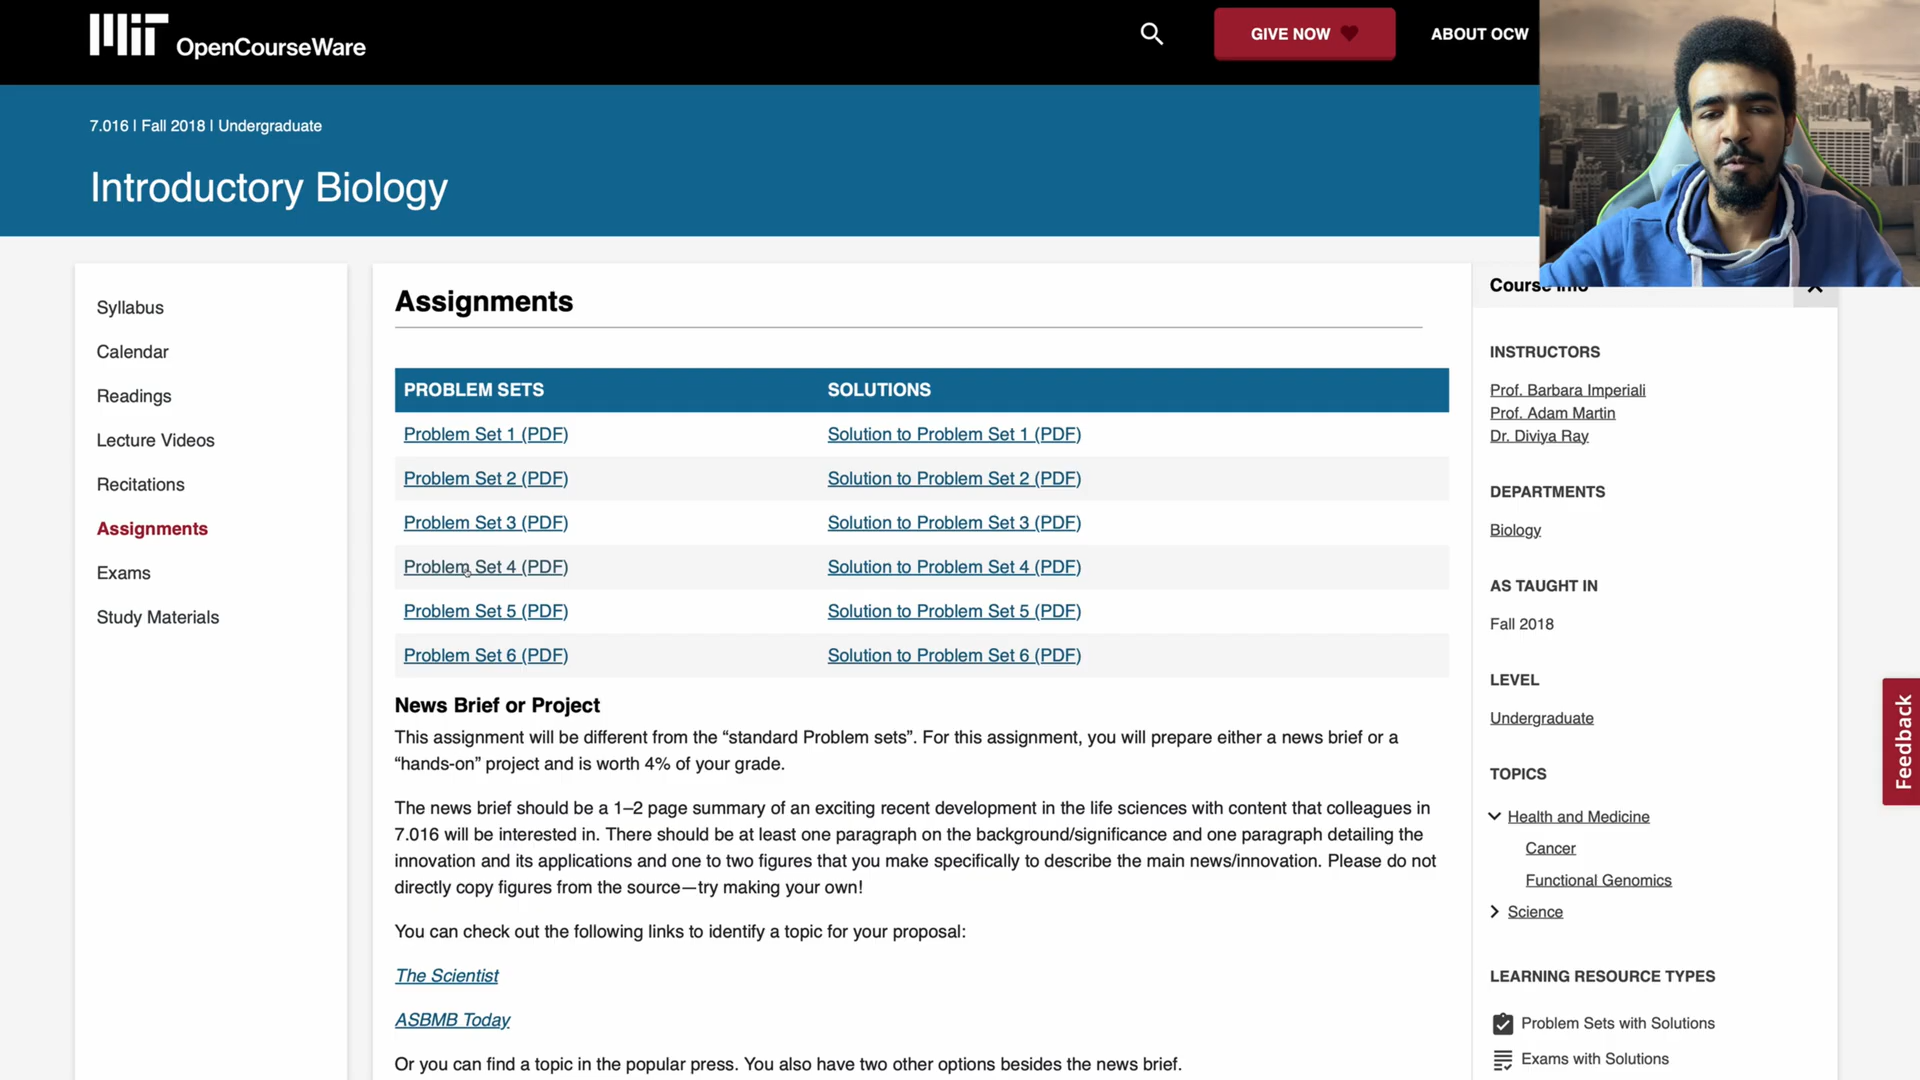 MIT OpenCourseWare
GIVE NOW
ABOUT OCW
7.016 | Fall 2018 | Undergraduate
Introductory Biology
Syllabus
Calendar
Readings
Lecture Videos
Recitations
Assignments
Exams
Study Materials
Assignments
PROBLEM SETS SOLUTIONS
Problem Set 1 (PDF) Solution to Problem Set 1 (PDF)
Problem Set 2 (PDF) Solution to Problem Set 2 (PDF)
Problem Set 3 (PDF) Solution to Problem Set 3 (PDF)
Problem Set 4 (PDF) Solution to Problem Set 4 (PDF)
Problem Set 5 (PDF) Solution to Problem Set 5 (PDF)
Problem Set 6 (PDF) Solution to Problem Set 6 (PDF)
News Brief or Project
This assignment will be different from the “standard Problem sets”. For this assignment, you will prepare either a news brief or a
“hands-on” project and is worth 4% of your grade.
The news brief should be a 1–2 page summary of an exciting recent development in the life sciences with content that colleagues in
7.016 will be interested in. There should be at least one paragraph on the background/significance and one paragraph detailing the
innovation and its applications and one to two figures that you make specifically to describe the main news/innovation. Please do not
directly copy figures from the source—try making your own!
You can check out the following links to identify a topic for your proposal:
The Scientist
ASBMB Today
Or you can find a topic in the popular press. You also have two other options besides the news brief.
Course Info
INSTRUCTORS
Prof. Barbara Imperiali
Prof. Adam Martin
Dr. Diviya Ray
DEPARTMENTS
Biology
AS TAUGHT IN
Fall 2018
LEVEL
Undergraduate
TOPICS
Health and Medicine
Cancer
Functional Genomics
Science
LEARNING RESOURCE TYPES
Problem Sets with Solutions
Exams with Solutions
Feedback